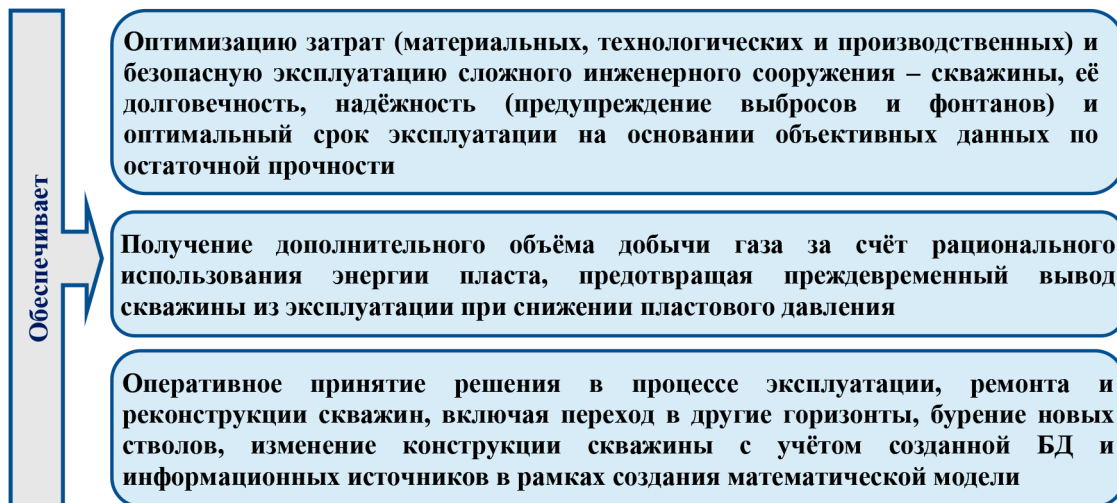 Обеспечивает
Оптимизацию затрат (материальных, технологических и производственных) и
безопасную эксплуатацию сложного инженерного сооружения – скважины, её
долговечность, надёжность (предупреждение выбросов и фонтанов) и
оптимальный срок эксплуатации на основании объективных данных по
остаточной прочности
Получение дополнительного объёма добычи газа за счёт рационального
использования энергии пласта, предотвращая преждевременный вывод
скважины из эксплуатации при снижении пластового давления
Оперативное принятие решения в процессе эксплуатации, ремонта и
реконструкции скважин, включая переход в другие горизонты, бурение новых
стволов, изменение конструкции скважины с учётом созданной БД и
информационных источников в рамках создания математической модели